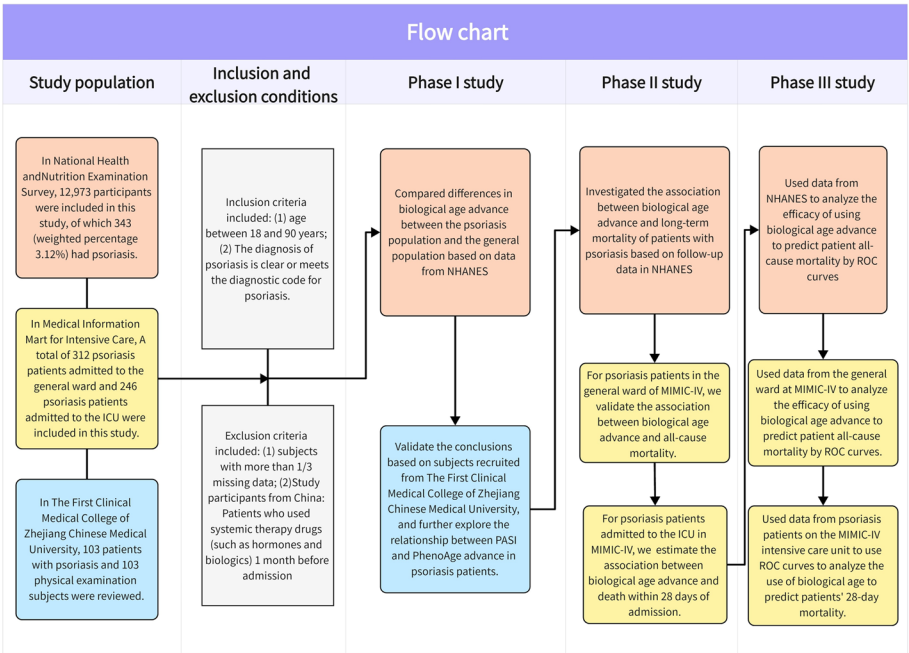 Flow chart
Study population
Inclusion and
exclusion conditions
Phase I study
Phase II study
Phase III study
In National Health
andNutrition Examination
Survey, 12,973 participants
were included in this
study, of which 343
(weighted percentage
3.12%) had psoriasis.
In Medical Information
Mart for Intensive Care, A
total of 312 psoriasis
patients admitted to the
general ward and 246
psoriasis patients
admitted to the ICU were
included in this study.
In The First Clinical
Medical College of
Zhejiang Chinese Medical
University, 103 patients
with psoriasis and 103
physical examination
subjects were reviewed.
Inclusion criteria
included: (1) age
between 18 and 90 years;
(2) The diagnosis of
psoriasis is clear or meets
the diagnostic code for
psoriasis.
Exclusion criteria
included: (1) subjects
with more than 1/3
missing data; (2)Study
participants from China:
Patients who used
systemic therapy drugs
(such as hormones and
biologics) 1 month before
admission
Compared differences in
biological age advance
between the psoriasis
population and the general
population based on data
from NHANES
Validate the conclusions
based on subjects recruited
from The First Clinical
Medical College of Zhejiang
Chinese Medical University,
and further explore the
relationship between PASI
and PhenoAge advance in
psoriasis patients.
Investigated the association
between biological age
advance and long-term
mortality of patients with
psoriasis based on follow-up
data in NHANES
For psoriasis patients in the
general ward of MIMIC-IV, we
validate the association
between biological age
advance and all-cause
mortality.
For psoriasis patients
admitted to the ICU in
MIMIC-IV, we estimate the
association between
biological age advance and
death within 28 days of
admission.
Used data from
NHANES to analyze the
efficacy of using
biological age advance
to predict patient all-
cause mortality by ROC
curves
Used data from the general
ward at MIMIC-IV to analyze
the efficacy of using
biological age advance to
predict patient all-cause
mortality by ROC curves.
Used data from psoriasis
patients on the MIMIC-IV
intensive care unit to use
ROC curves to analyze the
use of biological age to
predict patients' 28-day
mortality.